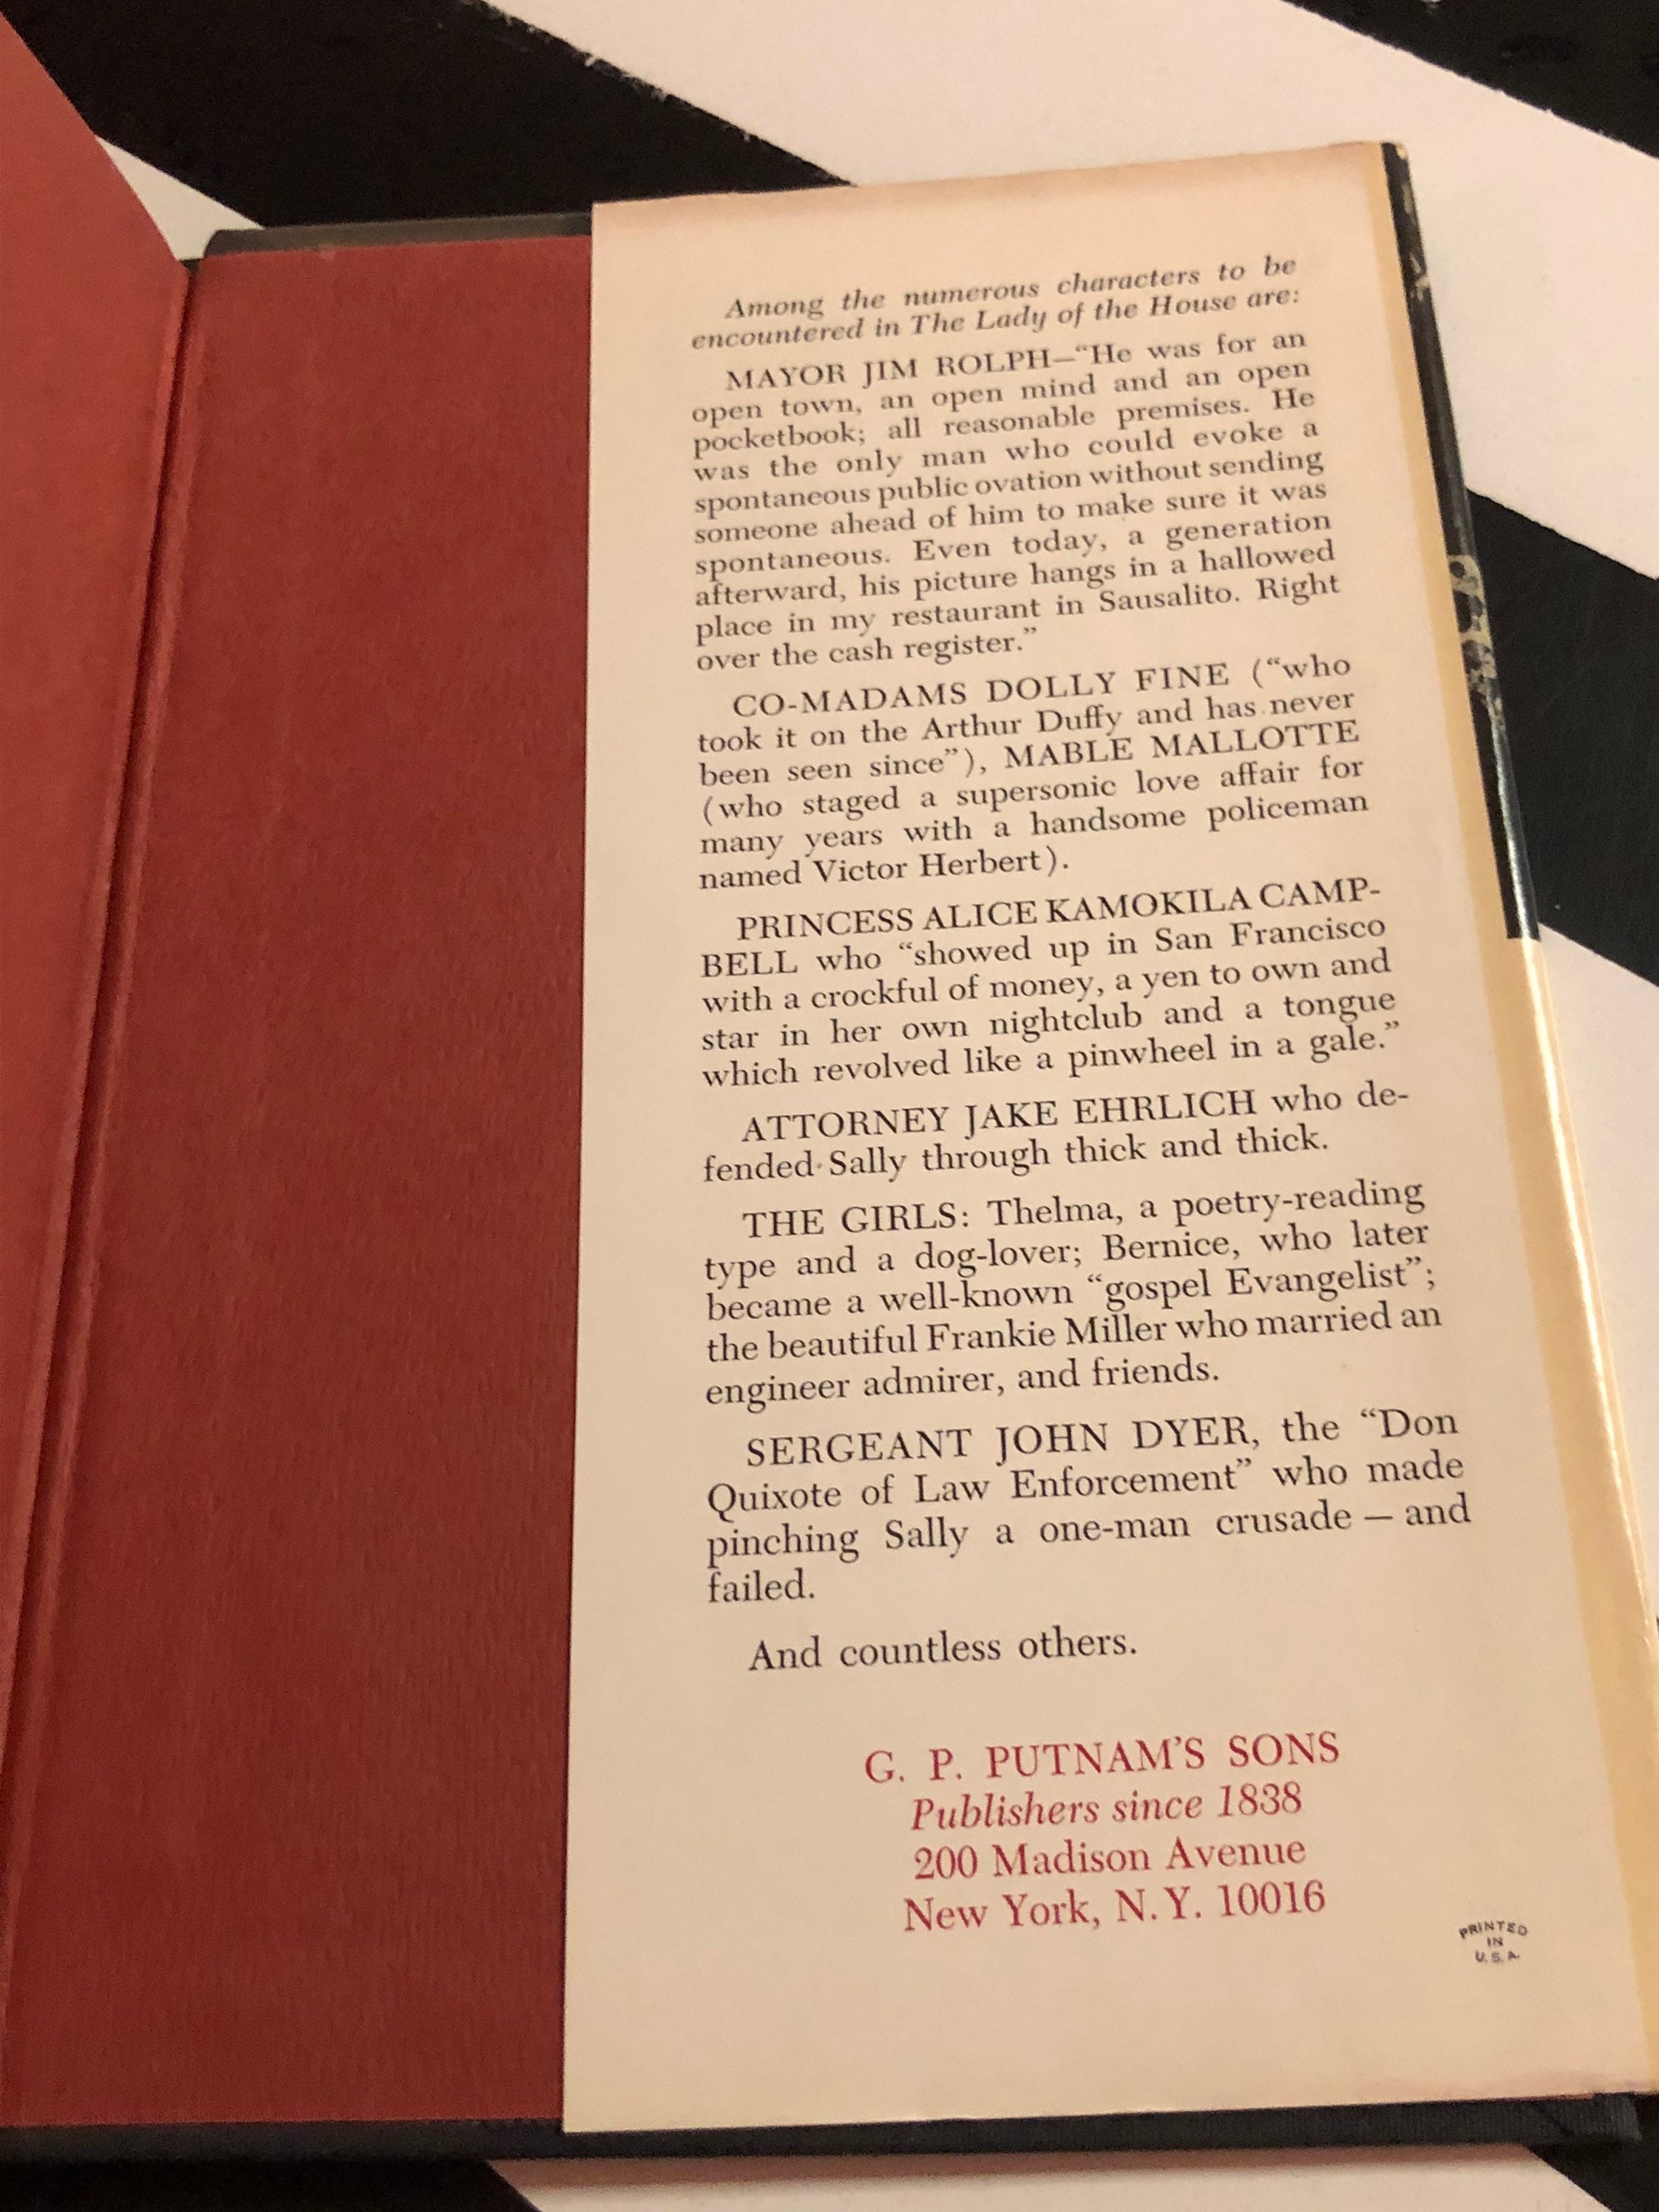 Among the numerous characters to be
encountered in The Lady of the House are:
MAYOR JIM ROLPH—“He was for an
open town, an open mind and an open
pocketbook; all reasonable premises. He
was the only man who could evoke a
spontaneous public ovation without sending
someone ahead of him to make sure it was
spontaneous. Even today, a generation
afterward, his picture hangs in a hallowed
place in my restaurant in Sausalito. Right
over the cash register.”
CO-MADAMS DOLLY FINE (“who
took it on the Arthur Duffy and has never
been seen since”), MABLE MALLOTTE
(who staged a supersonic love affair for
many years with a handsome policeman
named Victor Herbert).
PRINCESS ALICE KAMOKILA CAMP-
BELL who “showed up in San Francisco
with a crockful of money, a yen to own and
star in her own nightclub and a tongue
which revolved like a pinwheel in a gale.”
ATTORNEY JAKE EHRLICH who de-
fended Sally through thick and thick.
THE GIRLS: Thelma, a poetry-reading
type and a dog-lover; Bernice, who later
became a well-known “gospel Evangelist”;
the beautiful Frankie Miller who married an
engineer admirer, and friends.
SERGEANT JOHN DYER, the “Don
Quixote of Law Enforcement” who made
pinching Sally a one-man crusade — and
failed.
And countless others.
G. P. PUTNAM’S SONS
Publishers since 1838
200 Madison Avenue
New York, N. Y. 10016
PRINTED
IN
U. S. A.